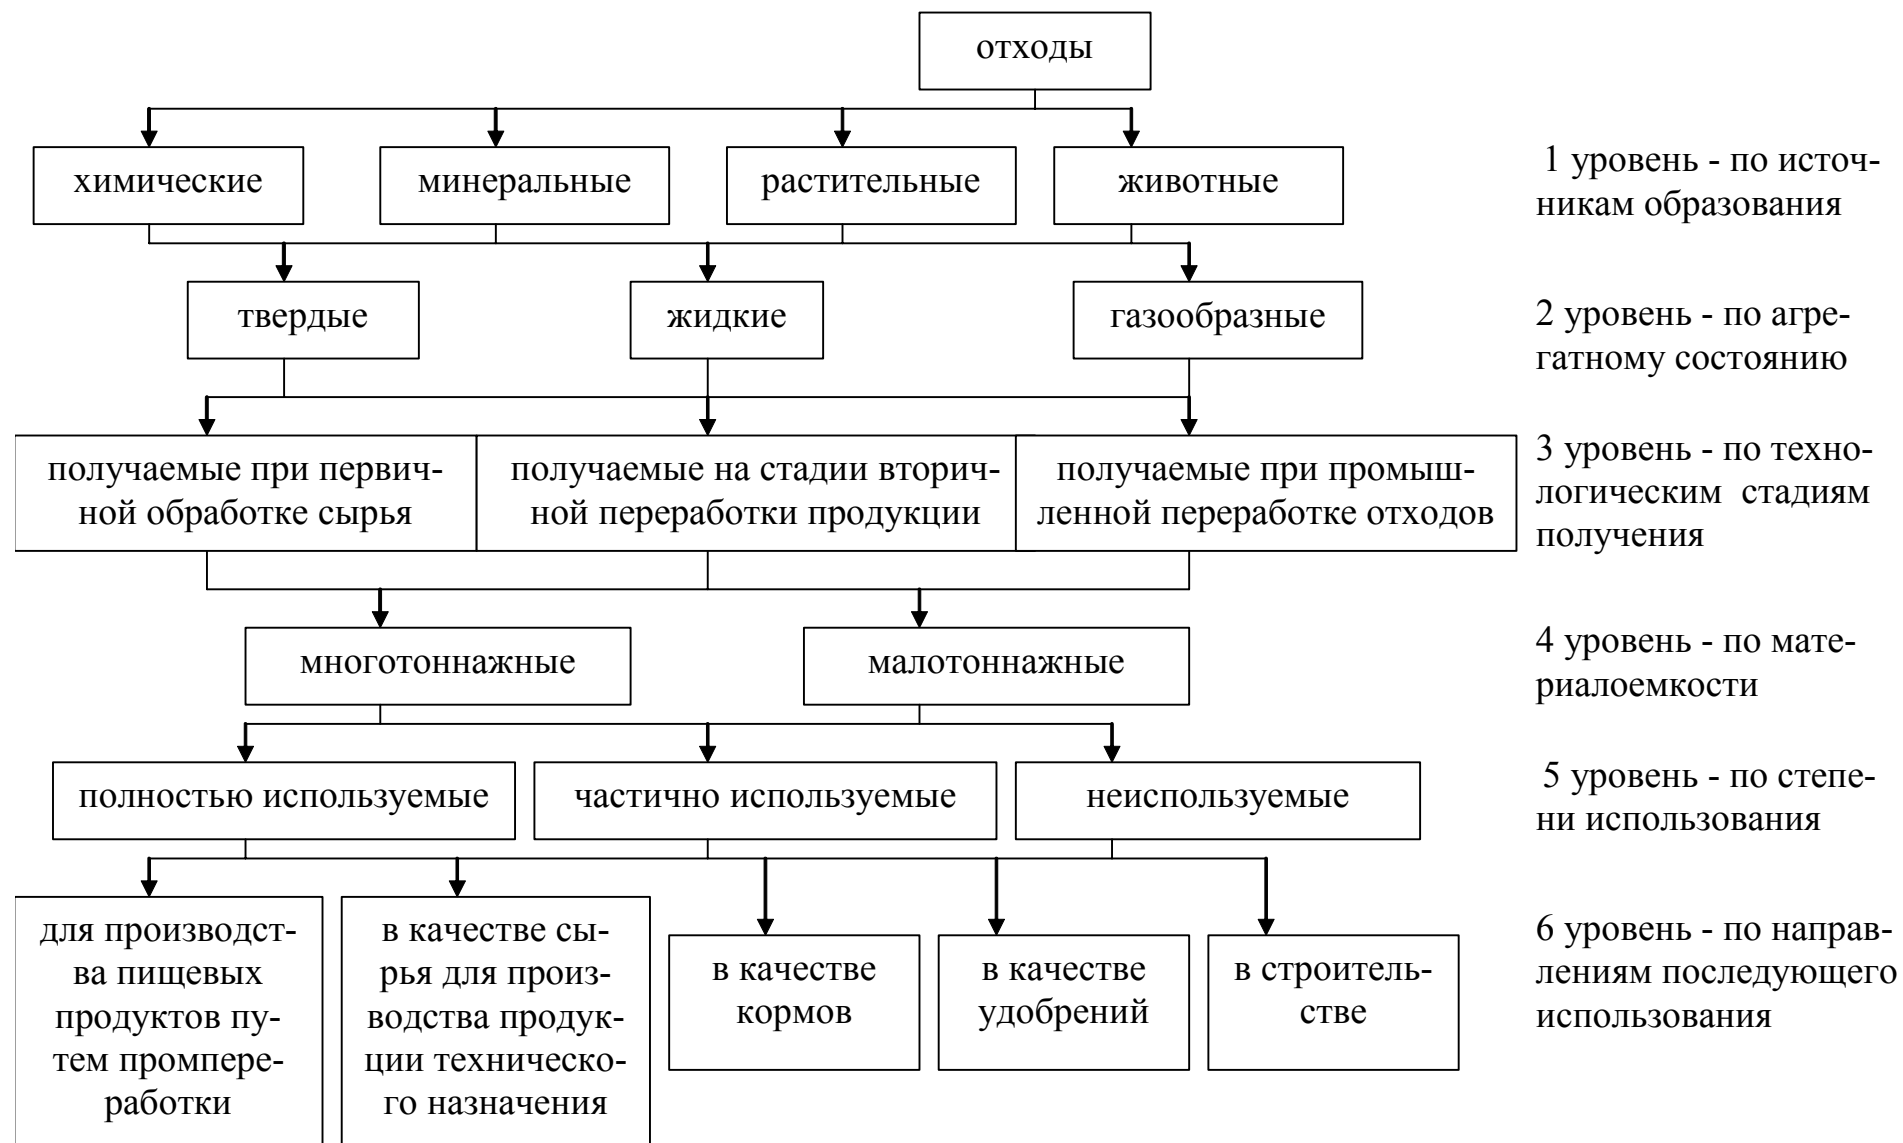 отходы
химические
минеральные
растительные
животные
1 уровень - по источ-
никам образования
твердые
жидкие
газообразные
2 уровень - по агре-
гатному состоянию
получаемые при первич-
ной обработке сырья
получаемые на стадии вторич-
ной переработки продукции
получаемые при промыш-
ленной переработке отходов
3 уровень - по техно-
логическим стадиям
получения
многотоннажные
малотоннажные
4 уровень - по мате-
риалоемкости
полностью используемые
частично используемые
неиспользуемые
5 уровень - по степе-
ни использования
для производст-
ва пищевых
продуктов пу-
тем промпере-
работки
в качестве сы-
рья для произ-
водства продук-
ции техническо-
го назначения
в качестве
кормов
в качестве
удобрений
в строитель-
стве
6 уровень - по направ-
лениям последующего
использования